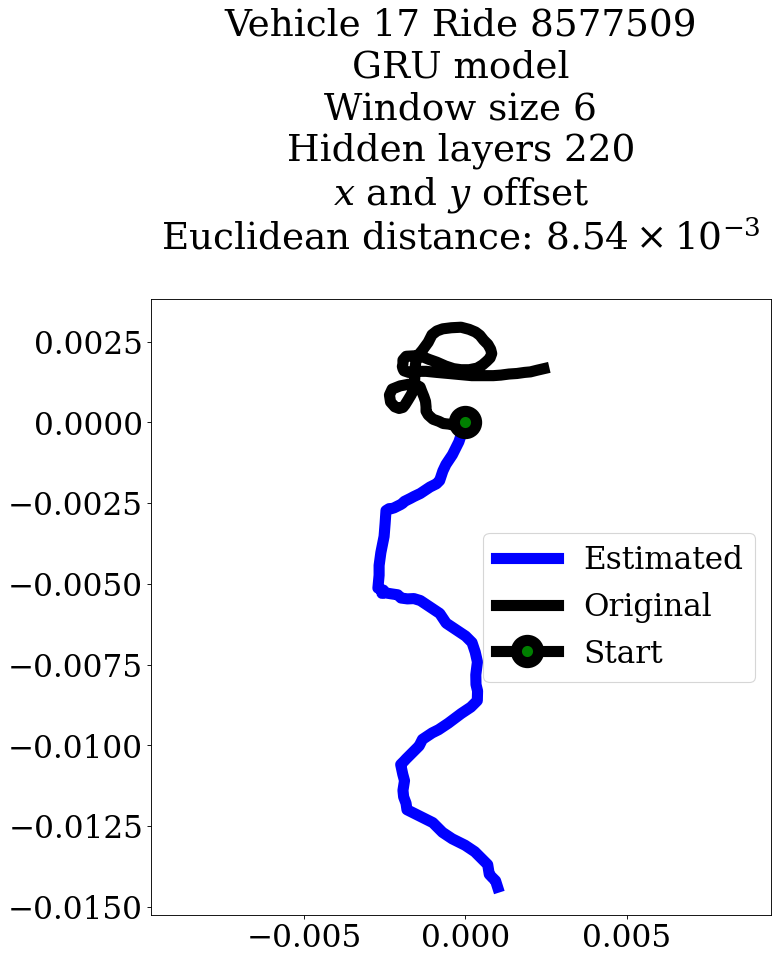 Vehicle 17 Ride 8577509
GRU model
Window size 6
Hidden layers 220
x and y offset
Euclidean distance: 8.54 × 10⁻³
0.0025
0.0000
−0.0025
−0.0050
−0.0075
−0.0100
−0.0125
−0.0150
Estimated
Original
Start
−0.005 0.000 0.005